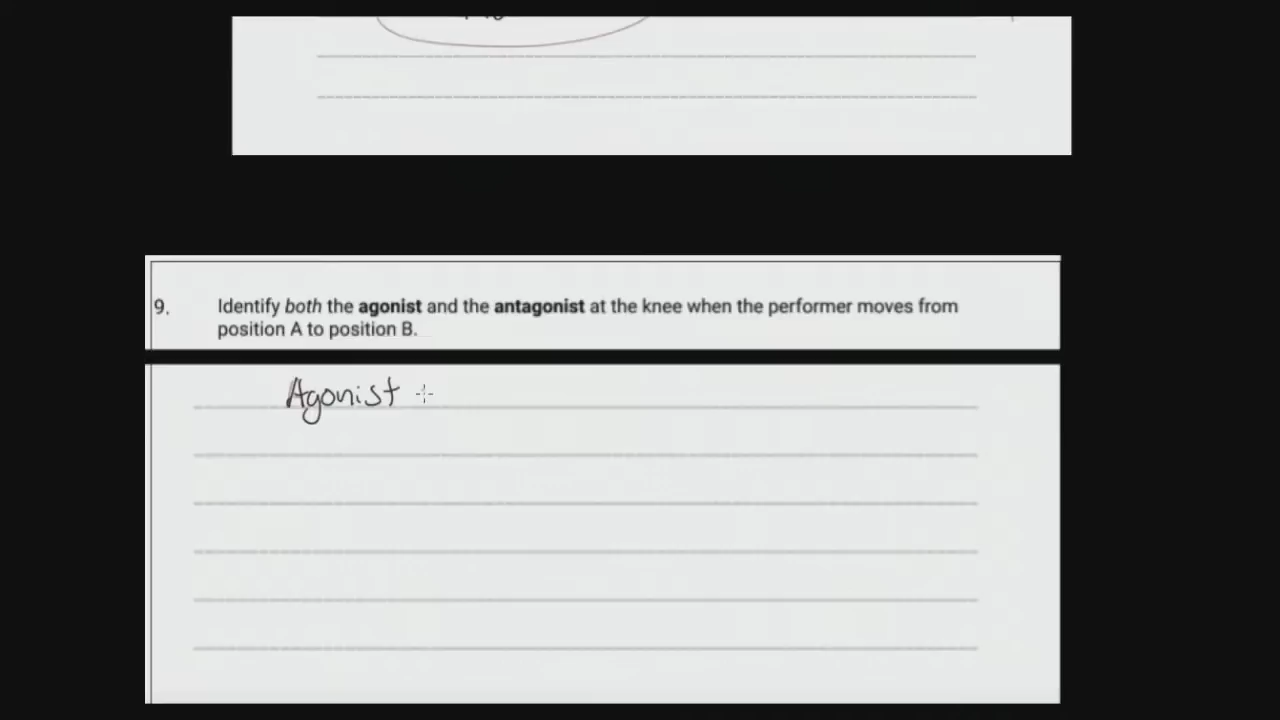 9. Identify both the agonist and the antagonist at the knee when the performer moves from
position A to position B.
Agonist